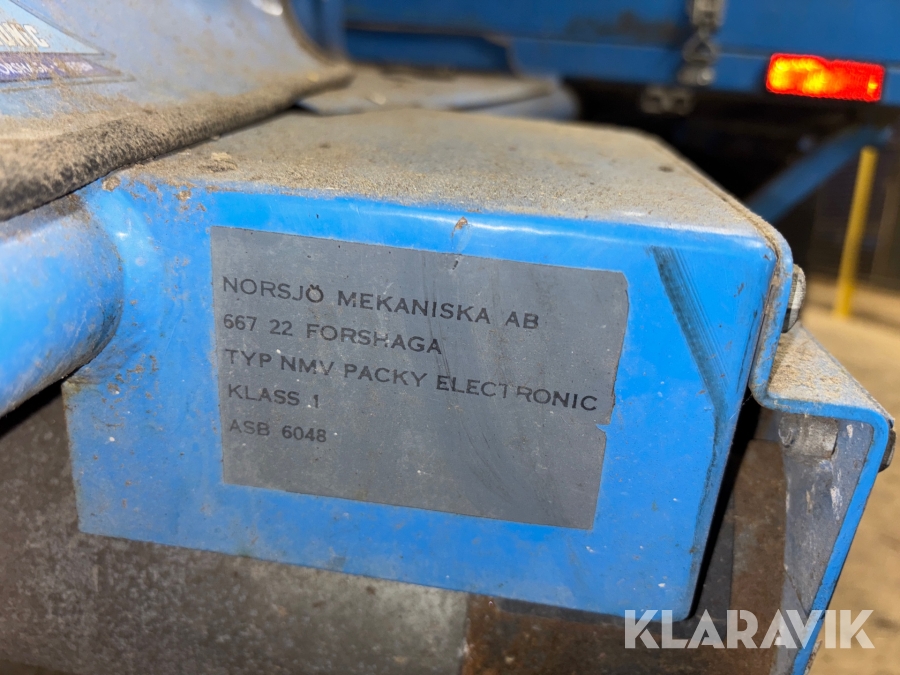 NORSJÖ MEKANISKA AB
667 22 FORSHAGA
TYP NMV PACKY ELECTRONIC
KLASS 1
ASB 6048
KLARAVIK